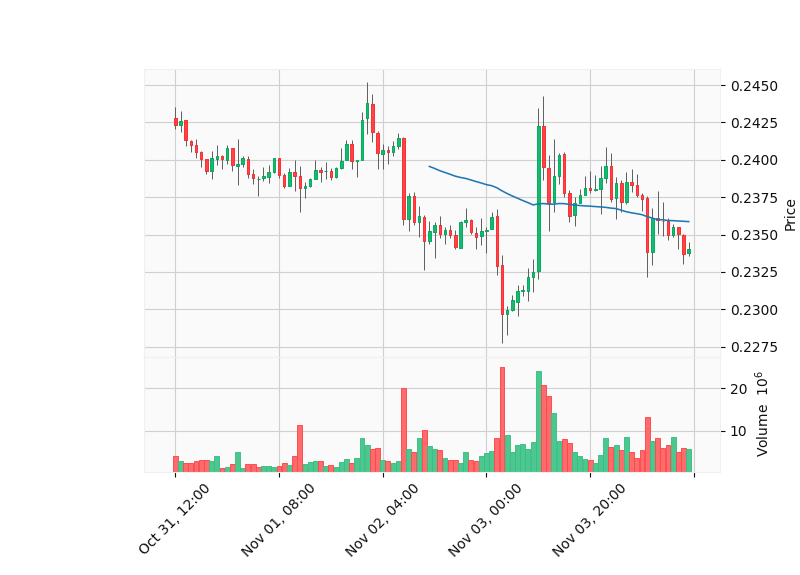 0.2450
0.2425
0.2400
0.2375
0.2350
0.2325
0.2300
0.2275
Price
20
10
Volume 10^6
Oct 31, 12:00
Nov 01, 08:00
Nov 02, 04:00
Nov 03, 00:00
Nov 03, 20:00